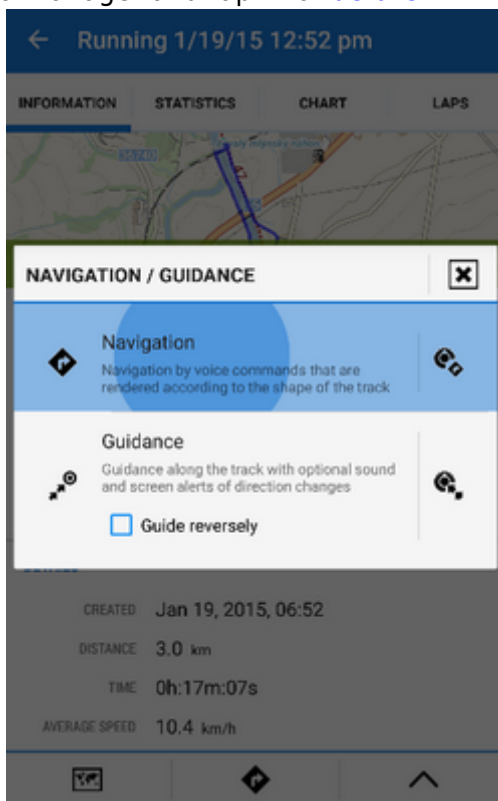 Running 1/19/15 12:52 pm
INFORMATION STATISTICS CHART LAPS
NAVIGATION / GUIDANCE
Navigation
Navigation by voice commands that are
rendered according to the shape of the track
Guidance
Guidance along the track with optional sound
and screen alerts of direction changes
Guide reversely
CREATED Jan 19, 2015, 06:52
DISTANCE 3.0 km
TIME 0h:17m:07s
AVERAGE SPEED 10.4 km/h